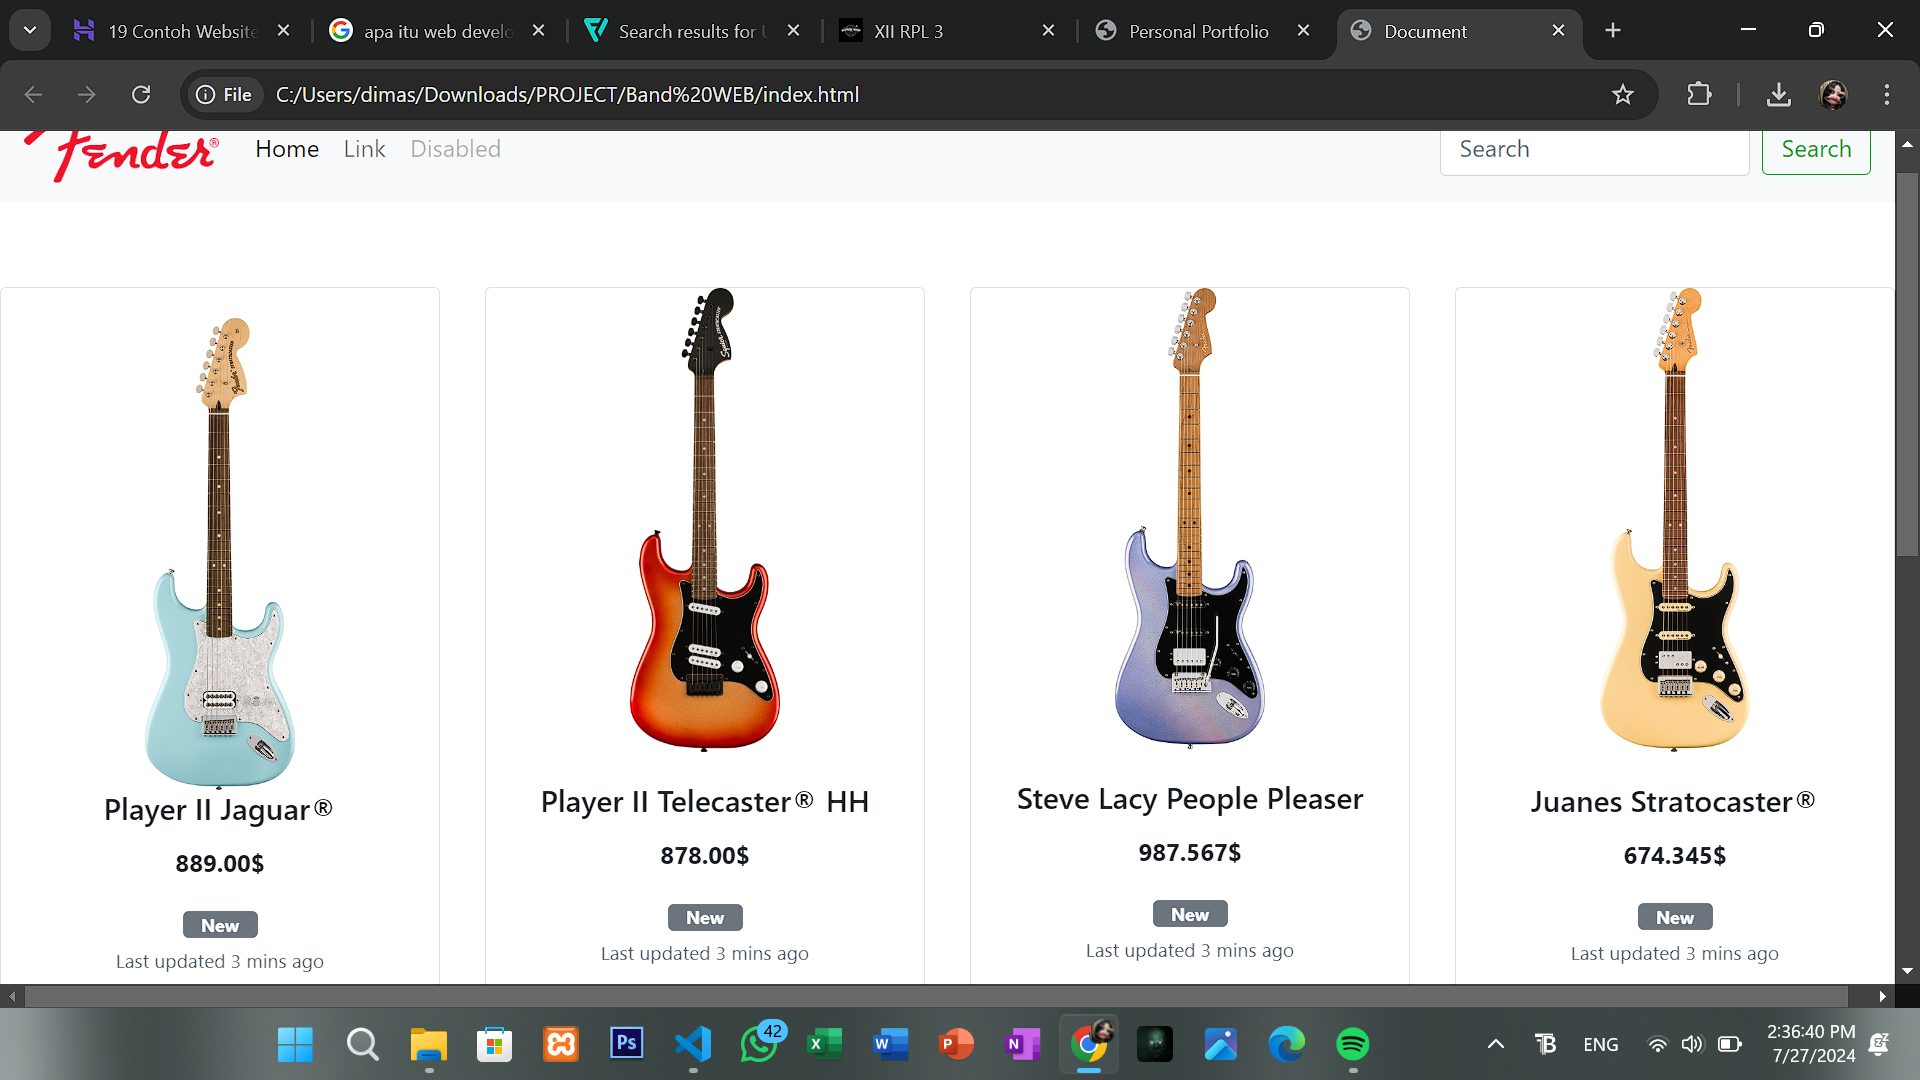 19 Contoh Website
apa itu web develo
Search results for U
XII RPL 3
Personal Portfolio
Document
File
C:/Users/dimas/Downloads/PROJECT/Band%20WEB/index.html
Fender®
Home
Link
Disabled
Search
Search
Player II Jaguar®
889.00$
New
Last updated 3 mins ago
Player II Telecaster® HH
878.00$
New
Last updated 3 mins ago
Steve Lacy People Pleaser
987.567$
New
Last updated 3 mins ago
Juanes Stratocaster®
674.345$
New
Last updated 3 mins ago
Ps
42
ENG
2:36:40 PM
7/27/2024